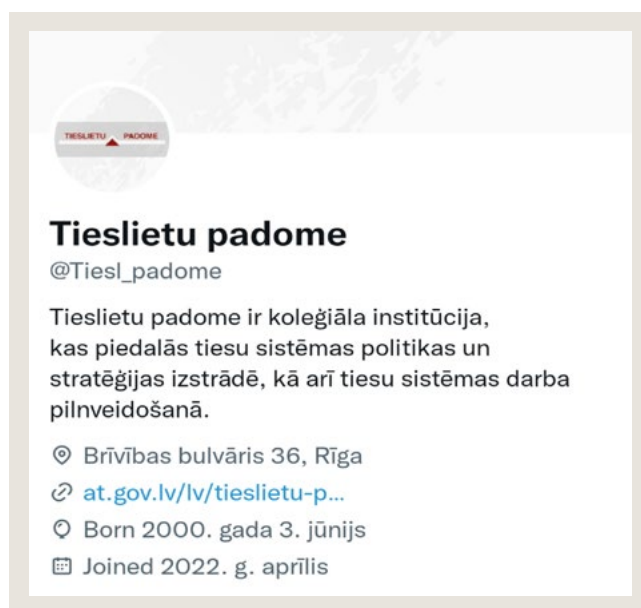 TIESLIETU PADOME
Tieslietu padome
@Tiesl_padome
Tieslietu padome ir koleģiāla institūcija,
kas piedalās tiesu sistēmas politikas un
stratēģijas izstrādē, kā arī tiesu sistēmas darba
pilnveidošanā.
Brīvības bulvāris 36, Rīga
at.gov.lv/lv/tieslietu-p...
Born 2000. gada 3. jūnijs
Joined 2022. g. aprīlis